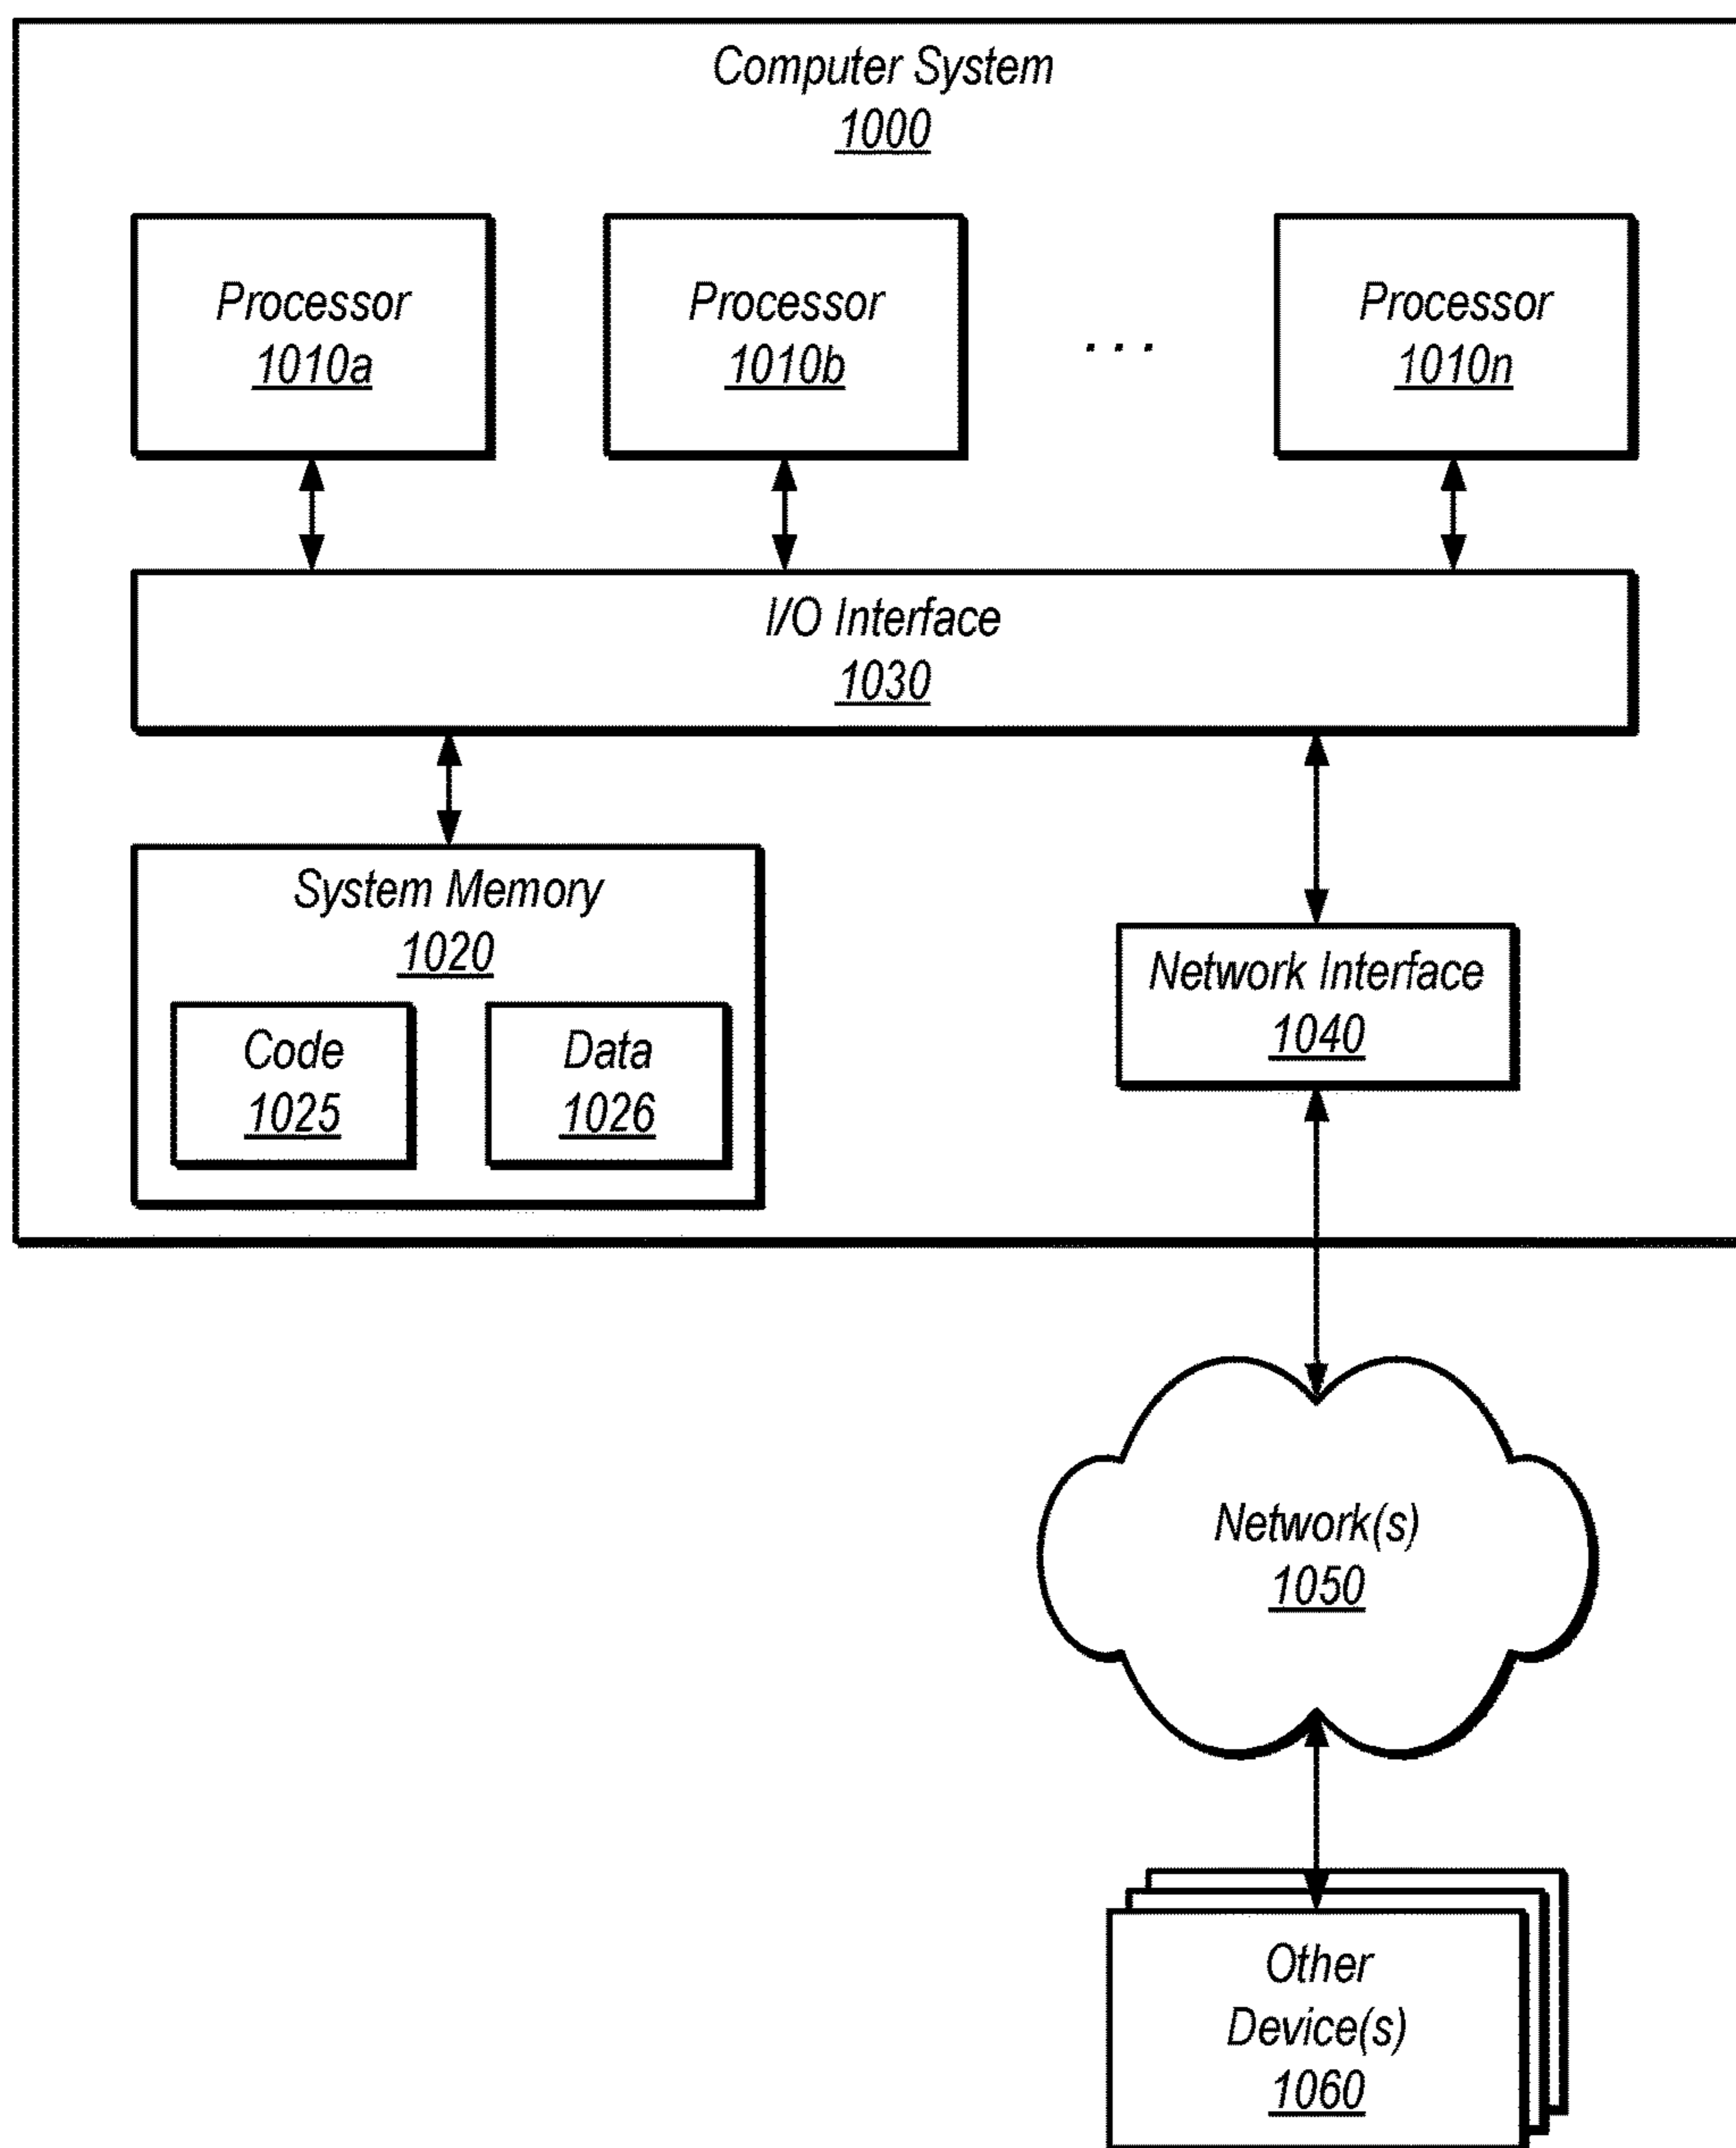 Computer System
1000
Processor
1010a
Processor
1010b
. . .
Processor
1010n
I/O Interface
1030
System Memory
1020
Code
1025
Data
1026
Network Interface
1040
Network(s)
1050
Other
Device(s)
1060